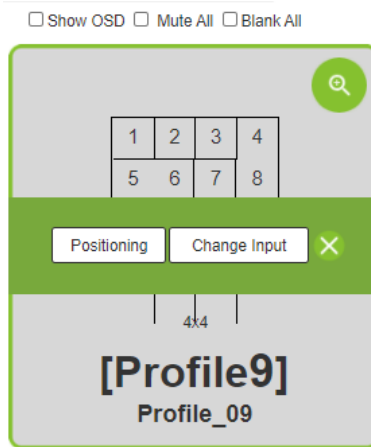 Show OSD Mute All Blank All
1 2 3 4
5 6 7 8
Positioning Change Input
4x4
[Profile9]
Profile_09